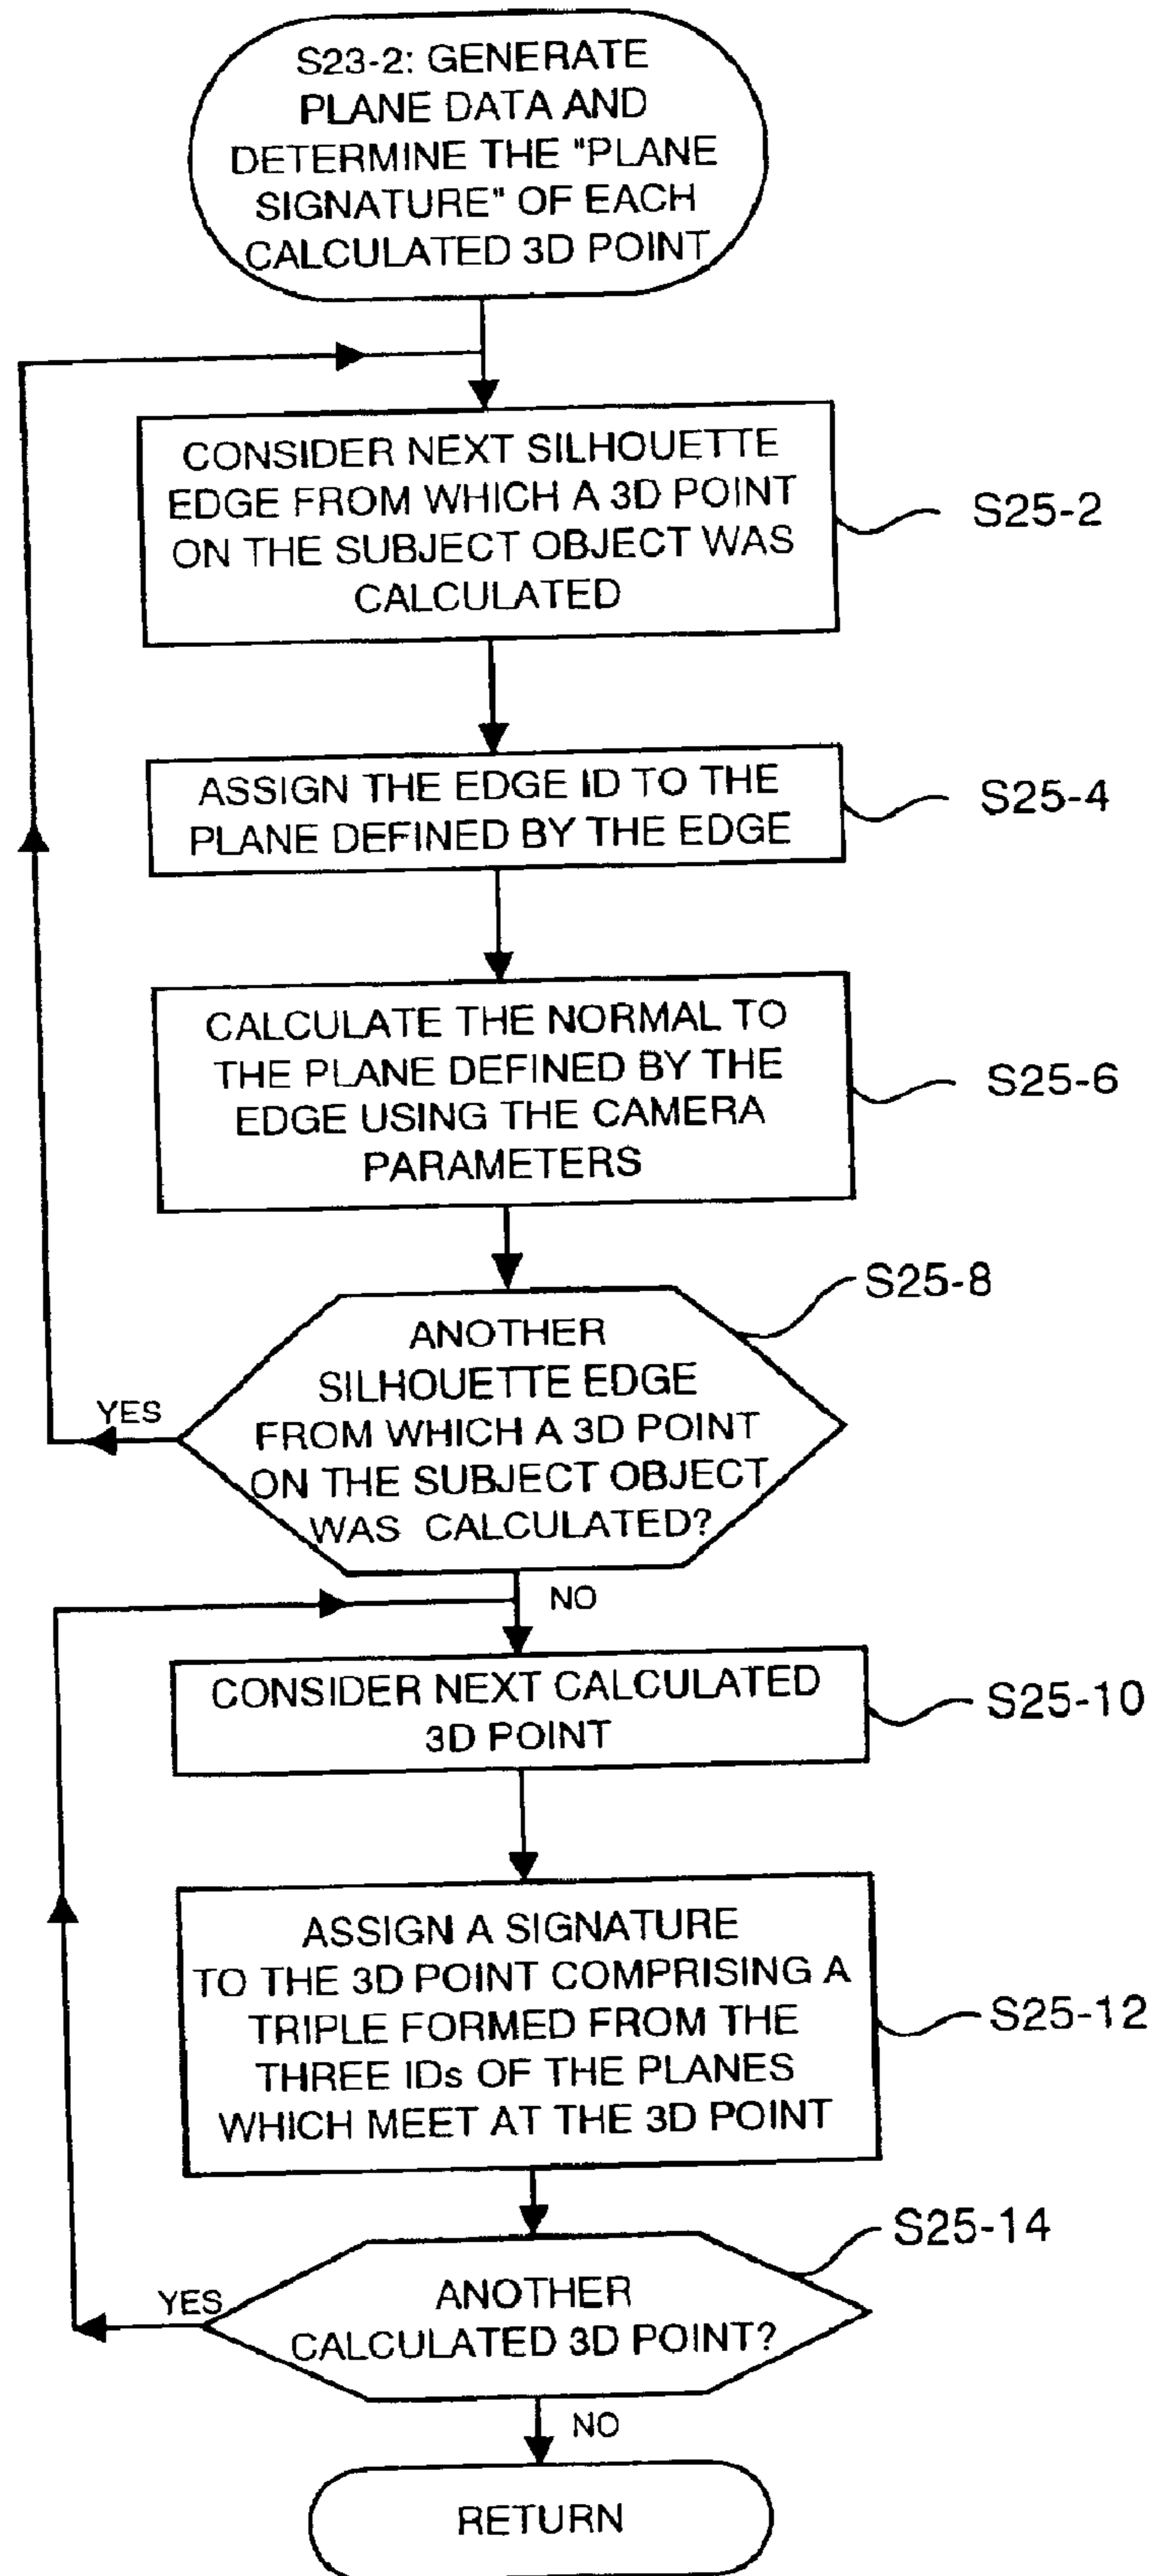 S23-2: GENERATE
PLANE DATA AND
DETERMINE THE "PLANE
SIGNATURE" OF EACH
CALCULATED 3D POINT
CONSIDER NEXT SILHOUETTE
EDGE FROM WHICH A 3D POINT
ON THE SUBJECT OBJECT WAS
CALCULATED
S25-2
ASSIGN THE EDGE ID TO THE
PLANE DEFINED BY THE EDGE
S25-4
CALCULATE THE NORMAL TO
THE PLANE DEFINED BY THE
EDGE USING THE CAMERA
PARAMETERS
S25-6
S25-8
ANOTHER
SILHOUETTE EDGE
FROM WHICH A 3D POINT
ON THE SUBJECT OBJECT
WAS CALCULATED?
YES
NO
CONSIDER NEXT CALCULATED
3D POINT
S25-10
ASSIGN A SIGNATURE
TO THE 3D POINT COMPRISING A
TRIPLE FORMED FROM THE
THREE IDs OF THE PLANES
WHICH MEET AT THE 3D POINT
S25-12
S25-14
ANOTHER
CALCULATED 3D POINT?
YES
NO
RETURN